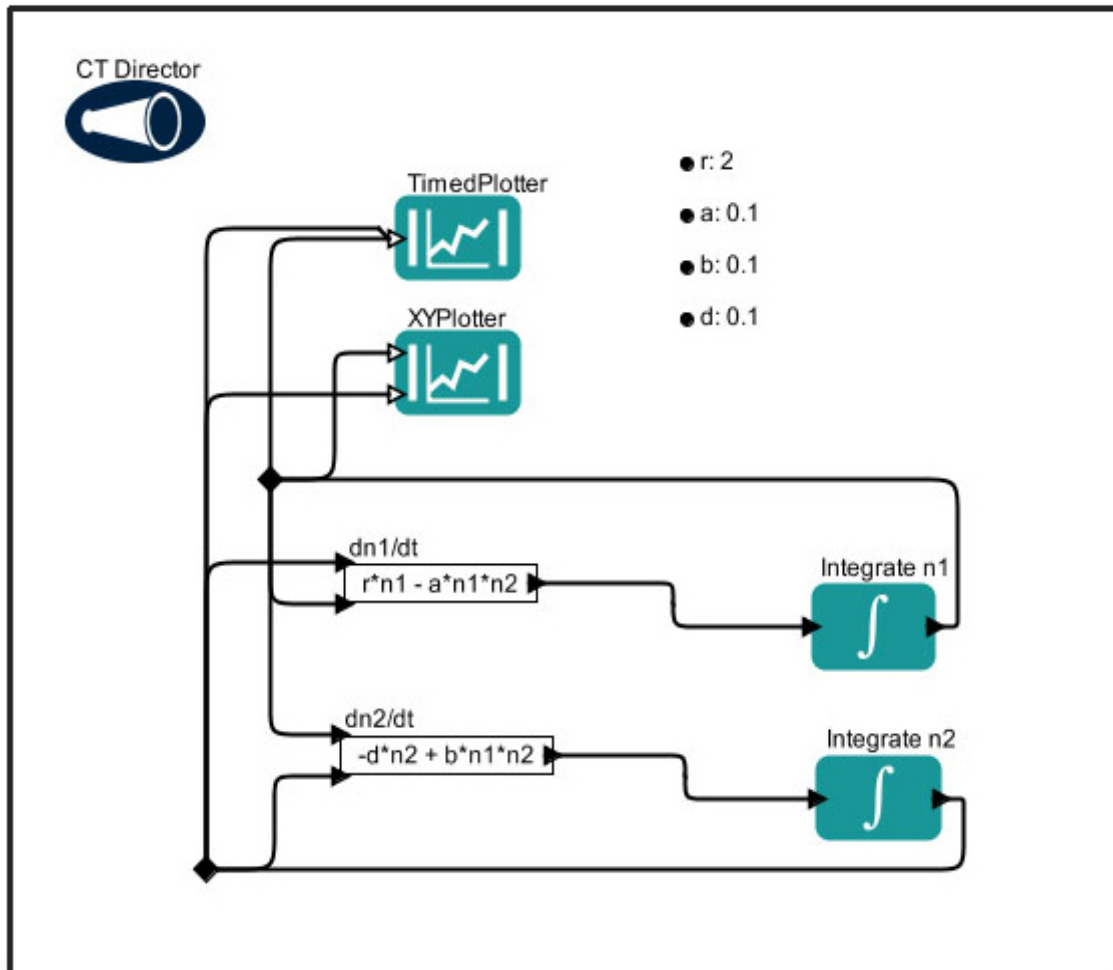 CT Director
TimedPlotter
r: 2
a: 0.1
b: 0.1
d: 0.1
XYPlotter
dn1/dt
r*n1 - a*n1*n2
Integrate n1
∫
dn2/dt
-d*n2 + b*n1*n2
Integrate n2
∫